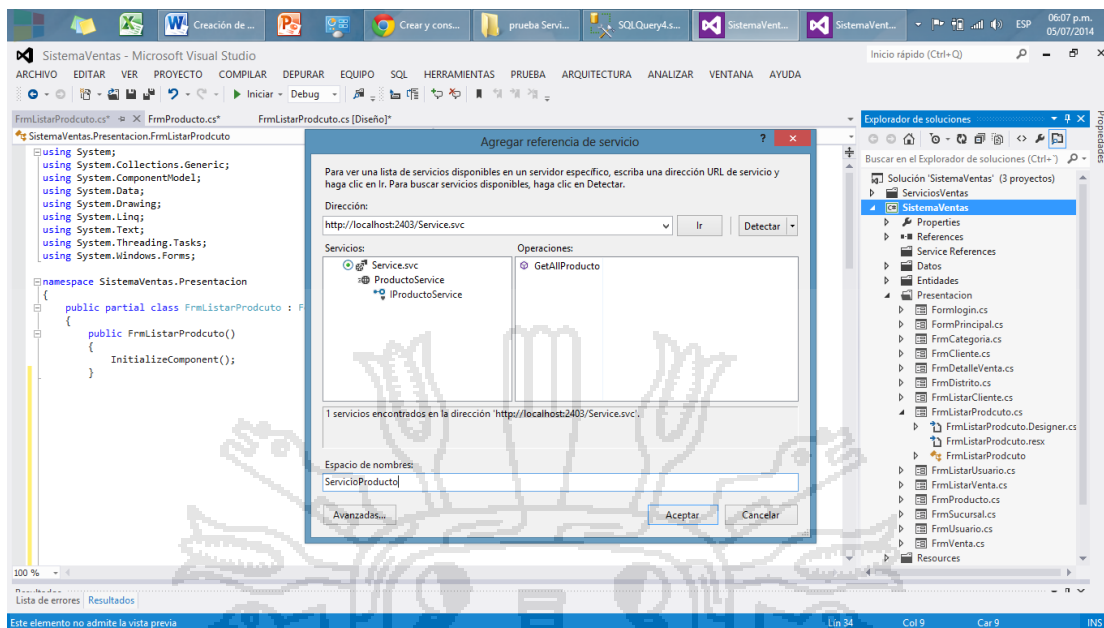 Creación de ...
Crear y cons...
prueba Servi...
SQLQuery4.s...
SistemaVent...
SistemaVent...
ESP
06:07 p.m.
05/07/2014
SistemaVentas - Microsoft Visual Studio
Inicio rápido (Ctrl+Q)
ARCHIVO EDITAR VER PROYECTO COMPILAR DEPURAR EQUIPO SQL HERRAMIENTAS PRUEBA ARQUITECTURA ANALIZAR VENTANA AYUDA
Iniciar Debug
FrmListarProdcuto.cs* FrmProducto.cs* FrmListarProdcuto.cs [Diseño]*
SistemaVentas.Presentacion.FrmListarProdcuto
using System;
using System.Collections.Generic;
using System.ComponentModel;
using System.Data;
using System.Drawing;
using System.Linq;
using System.Text;
using System.Threading.Tasks;
using System.Windows.Forms;
namespace SistemaVentas.Presentacion
{
public partial class FrmListarProdcuto : F
{
public FrmListarProdcuto()
{
InitializeComponent();
}
100 %
Agregar referencia de servicio
Para ver una lista de servicios disponibles en un servidor específico, escriba una dirección URL de servicio y
haga clic en Ir. Para buscar servicios disponibles, haga clic en Detectar.
Dirección:
http://localhost:2403/Service.svc
Ir
Detectar
Servicios:
Operaciones:
Service.svc
ProductoService
IProductoService
GetAllProducto
1 servicios encontrados en la dirección 'http://localhost:2403/Service.svc'.
Espacio de nombres:
ServicioProducto
Avanzadas...
Aceptar
Cancelar
Explorador de soluciones
Buscar en el Explorador de soluciones (Ctrl+¨)
Solución 'SistemaVentas' (3 proyectos)
ServiciosVentas
SistemaVentas
Properties
References
Service References
Datos
Entidades
Presentacion
Formlogin.cs
FormPrincipal.cs
FrmCategoria.cs
FrmCliente.cs
FrmDetalleVenta.cs
FrmDistrito.cs
FrmListarCliente.cs
FrmListarProdcuto.cs
FrmListarProdcuto.Designer.cs
FrmListarProdcuto.resx
FrmListarProdcuto
FrmListarUsuario.cs
FrmListarVenta.cs
FrmProducto.cs
FrmSucursal.cs
FrmUsuario.cs
FrmVenta.cs
Resources
Propiedades
Lista de errores Resultados
Este elemento no admite la vista previa
Lín 34 Col 9 Car 9 INS